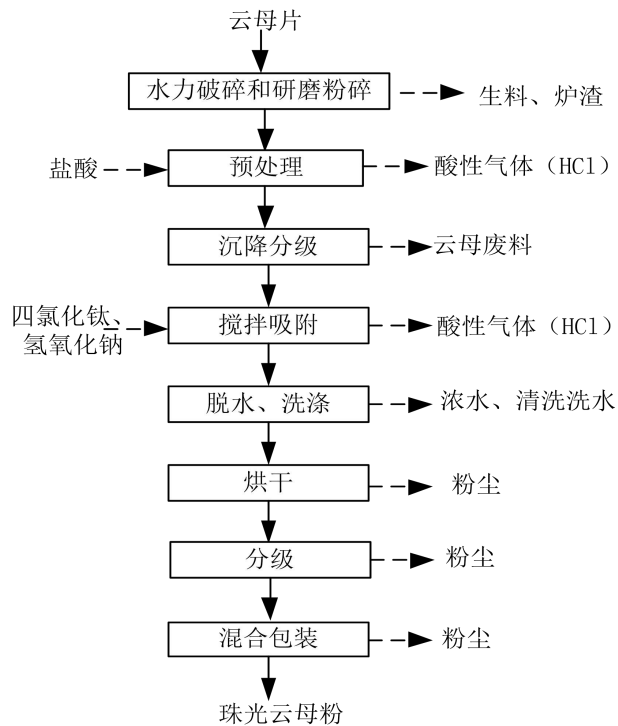 云母片
水力破碎和研磨粉碎
生料、炉渣
盐酸
预处理
酸性气体（HCl）
沉降分级
云母废料
四氯化钛、
氢氧化钠
搅拌吸附
酸性气体（HCl）
脱水、洗涤
浓水、清洗洗水
烘干
粉尘
分级
粉尘
混合包装
粉尘
珠光云母粉